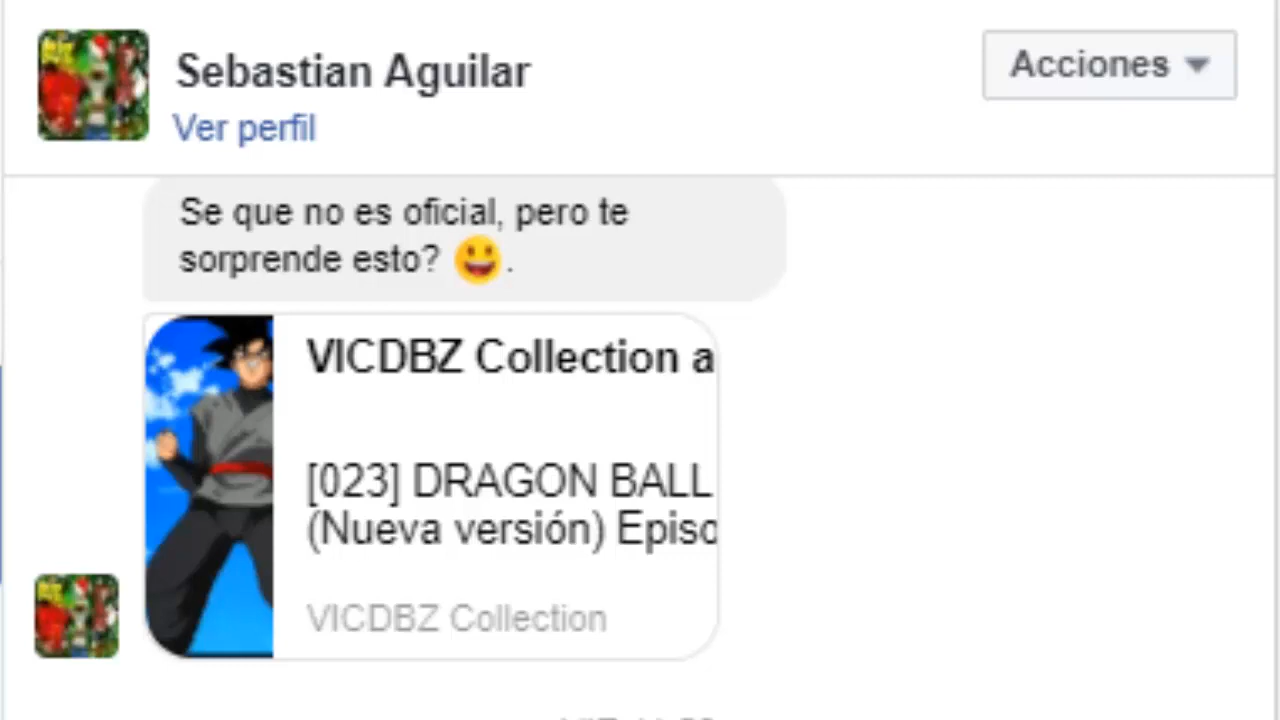 Sebastian Aguilar
Acciones
Ver perfil
Se que no es oficial, pero te
sorprende esto? 😃.
VICDBZ Collection a
[023] DRAGON BALL
(Nueva versión) Episo
VICDBZ Collection